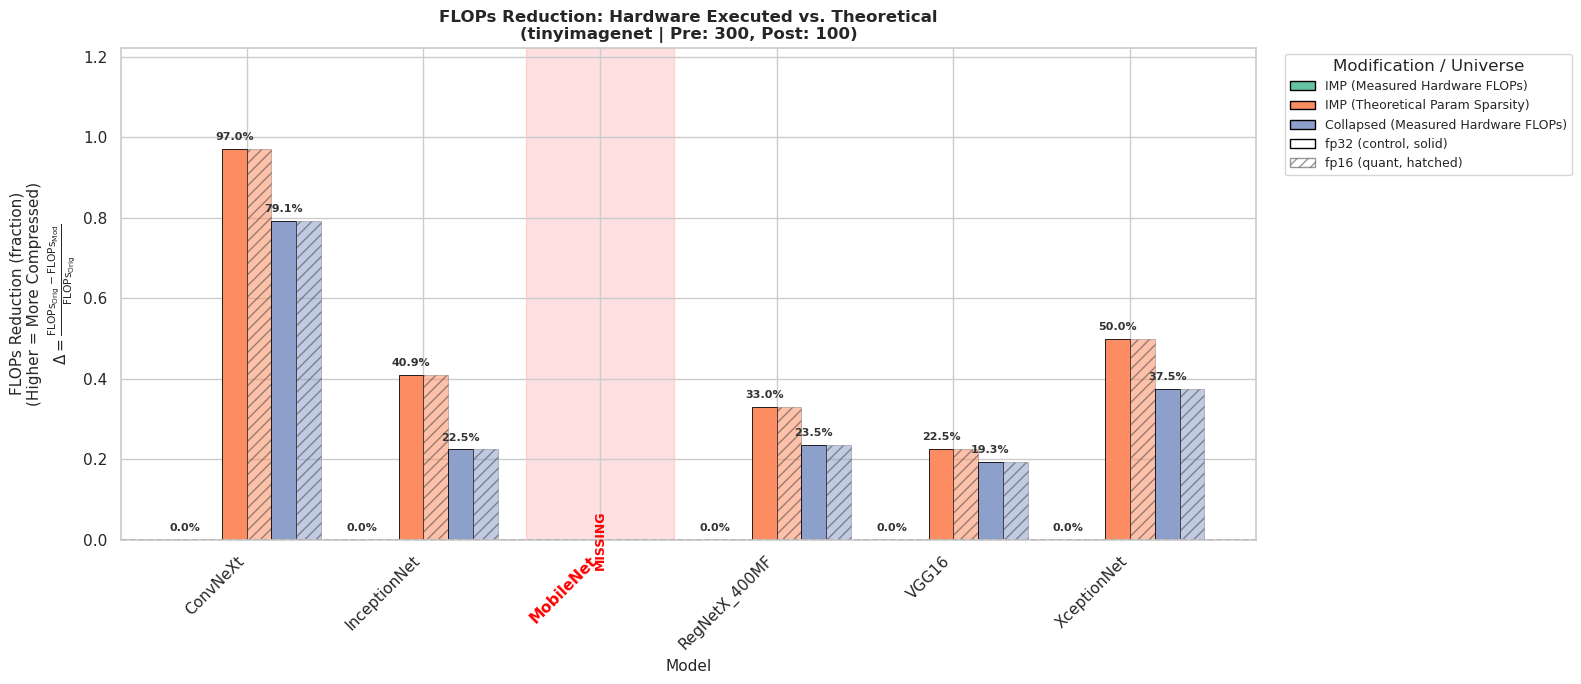 FLOPs Reduction: Hardware Executed vs. Theoretical
(tinyimagenet | Pre: 300, Post: 100)
FLOPs Reduction (fraction)
(Higher = More Compressed)
Δ = (FLOPs_Orig − FLOPs_Mod) / FLOPs_Orig
1.2
1.0
0.8
0.6
0.4
0.2
0.0
0.0%
97.0%
79.1%
0.0%
40.9%
22.5%
MISSING
0.0%
33.0%
23.5%
0.0%
22.5%
19.3%
0.0%
50.0%
37.5%
ConvNeXt
InceptionNet
MobileNet
RegNetX_400MF
VGG16
XceptionNet
Model
Modification / Universe
IMP (Measured Hardware FLOPs)
IMP (Theoretical Param Sparsity)
Collapsed (Measured Hardware FLOPs)
fp32 (control, solid)
fp16 (quant, hatched)